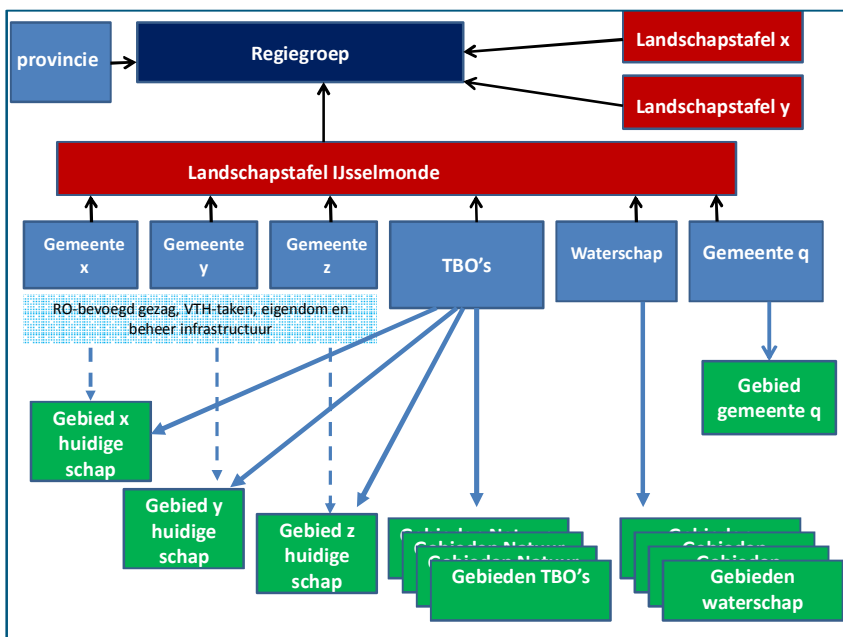 provincie
Regiegroep
Landschapstafel x
Landschapstafel y
Landschapstafel IJsselmonde
Gemeente
x
Gemeente
y
Gemeente
z
TBO's
Waterschap
Gemeente q
RO-bevoegd gezag, VTH-taken, eigendom en
beheer infrastructuur
Gebied x
huidige
schap
Gebied
gemeente q
Gebied y
huidige
schap
Gebied z
huidige
schap
Gebieden TBO's
Gebieden
waterschap